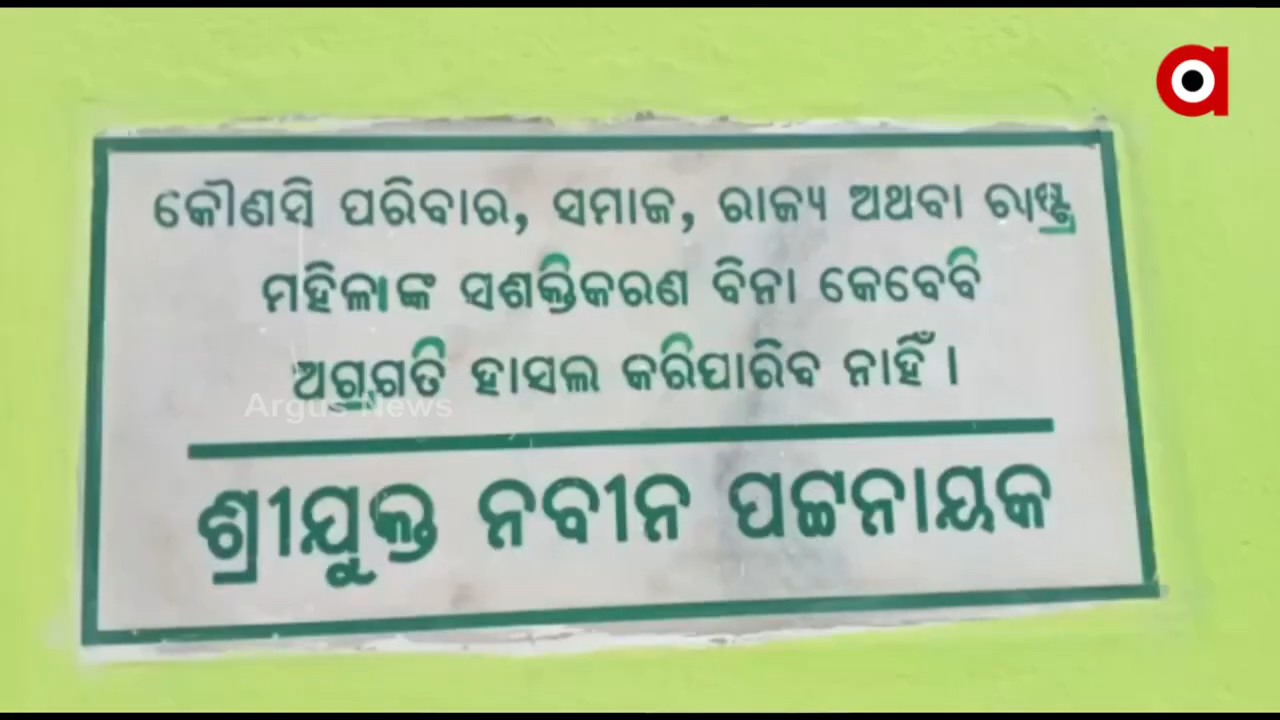 କୌଣସି ପରିବାର, ସମାଜ, ରାଜ୍ୟ ଅଥବା ରାଷ୍ଟ୍ର
ମହିଳାଙ୍କ ସଶକ୍ତିକରଣ ବିନା କେବେବି
ଅଗ୍ରଗତି ହାସଲ କରିପାରିବ ନାହିଁ ।
Argus News
ଶ୍ରୀଯୁକ୍ତ ନବୀନ ପଟ୍ଟନାୟକ